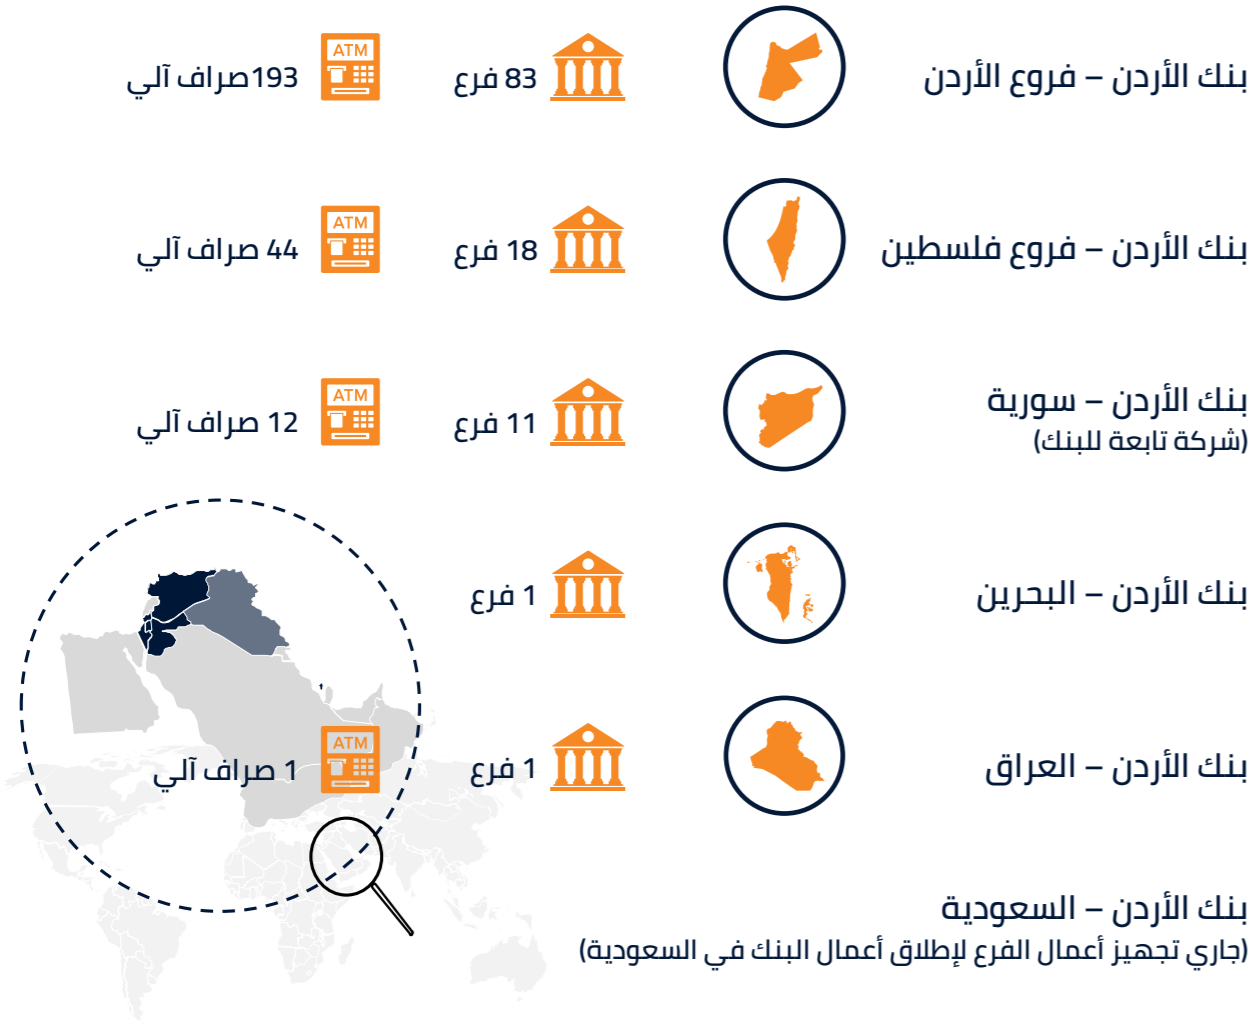 بنك الأردن – فروع الأردن
83 فرع
ATM
193صراف آلي
بنك الأردن – فروع فلسطين
18 فرع
ATM
44 صراف آلي
بنك الأردن – سورية
(شركة تابعة للبنك)
11 فرع
ATM
12 صراف آلي
بنك الأردن – البحرين
1 فرع
بنك الأردن – العراق
1 فرع
ATM
1 صراف آلي
بنك الأردن – السعودية
(جاري تجهيز أعمال الفرع لإطلاق أعمال البنك في السعودية)